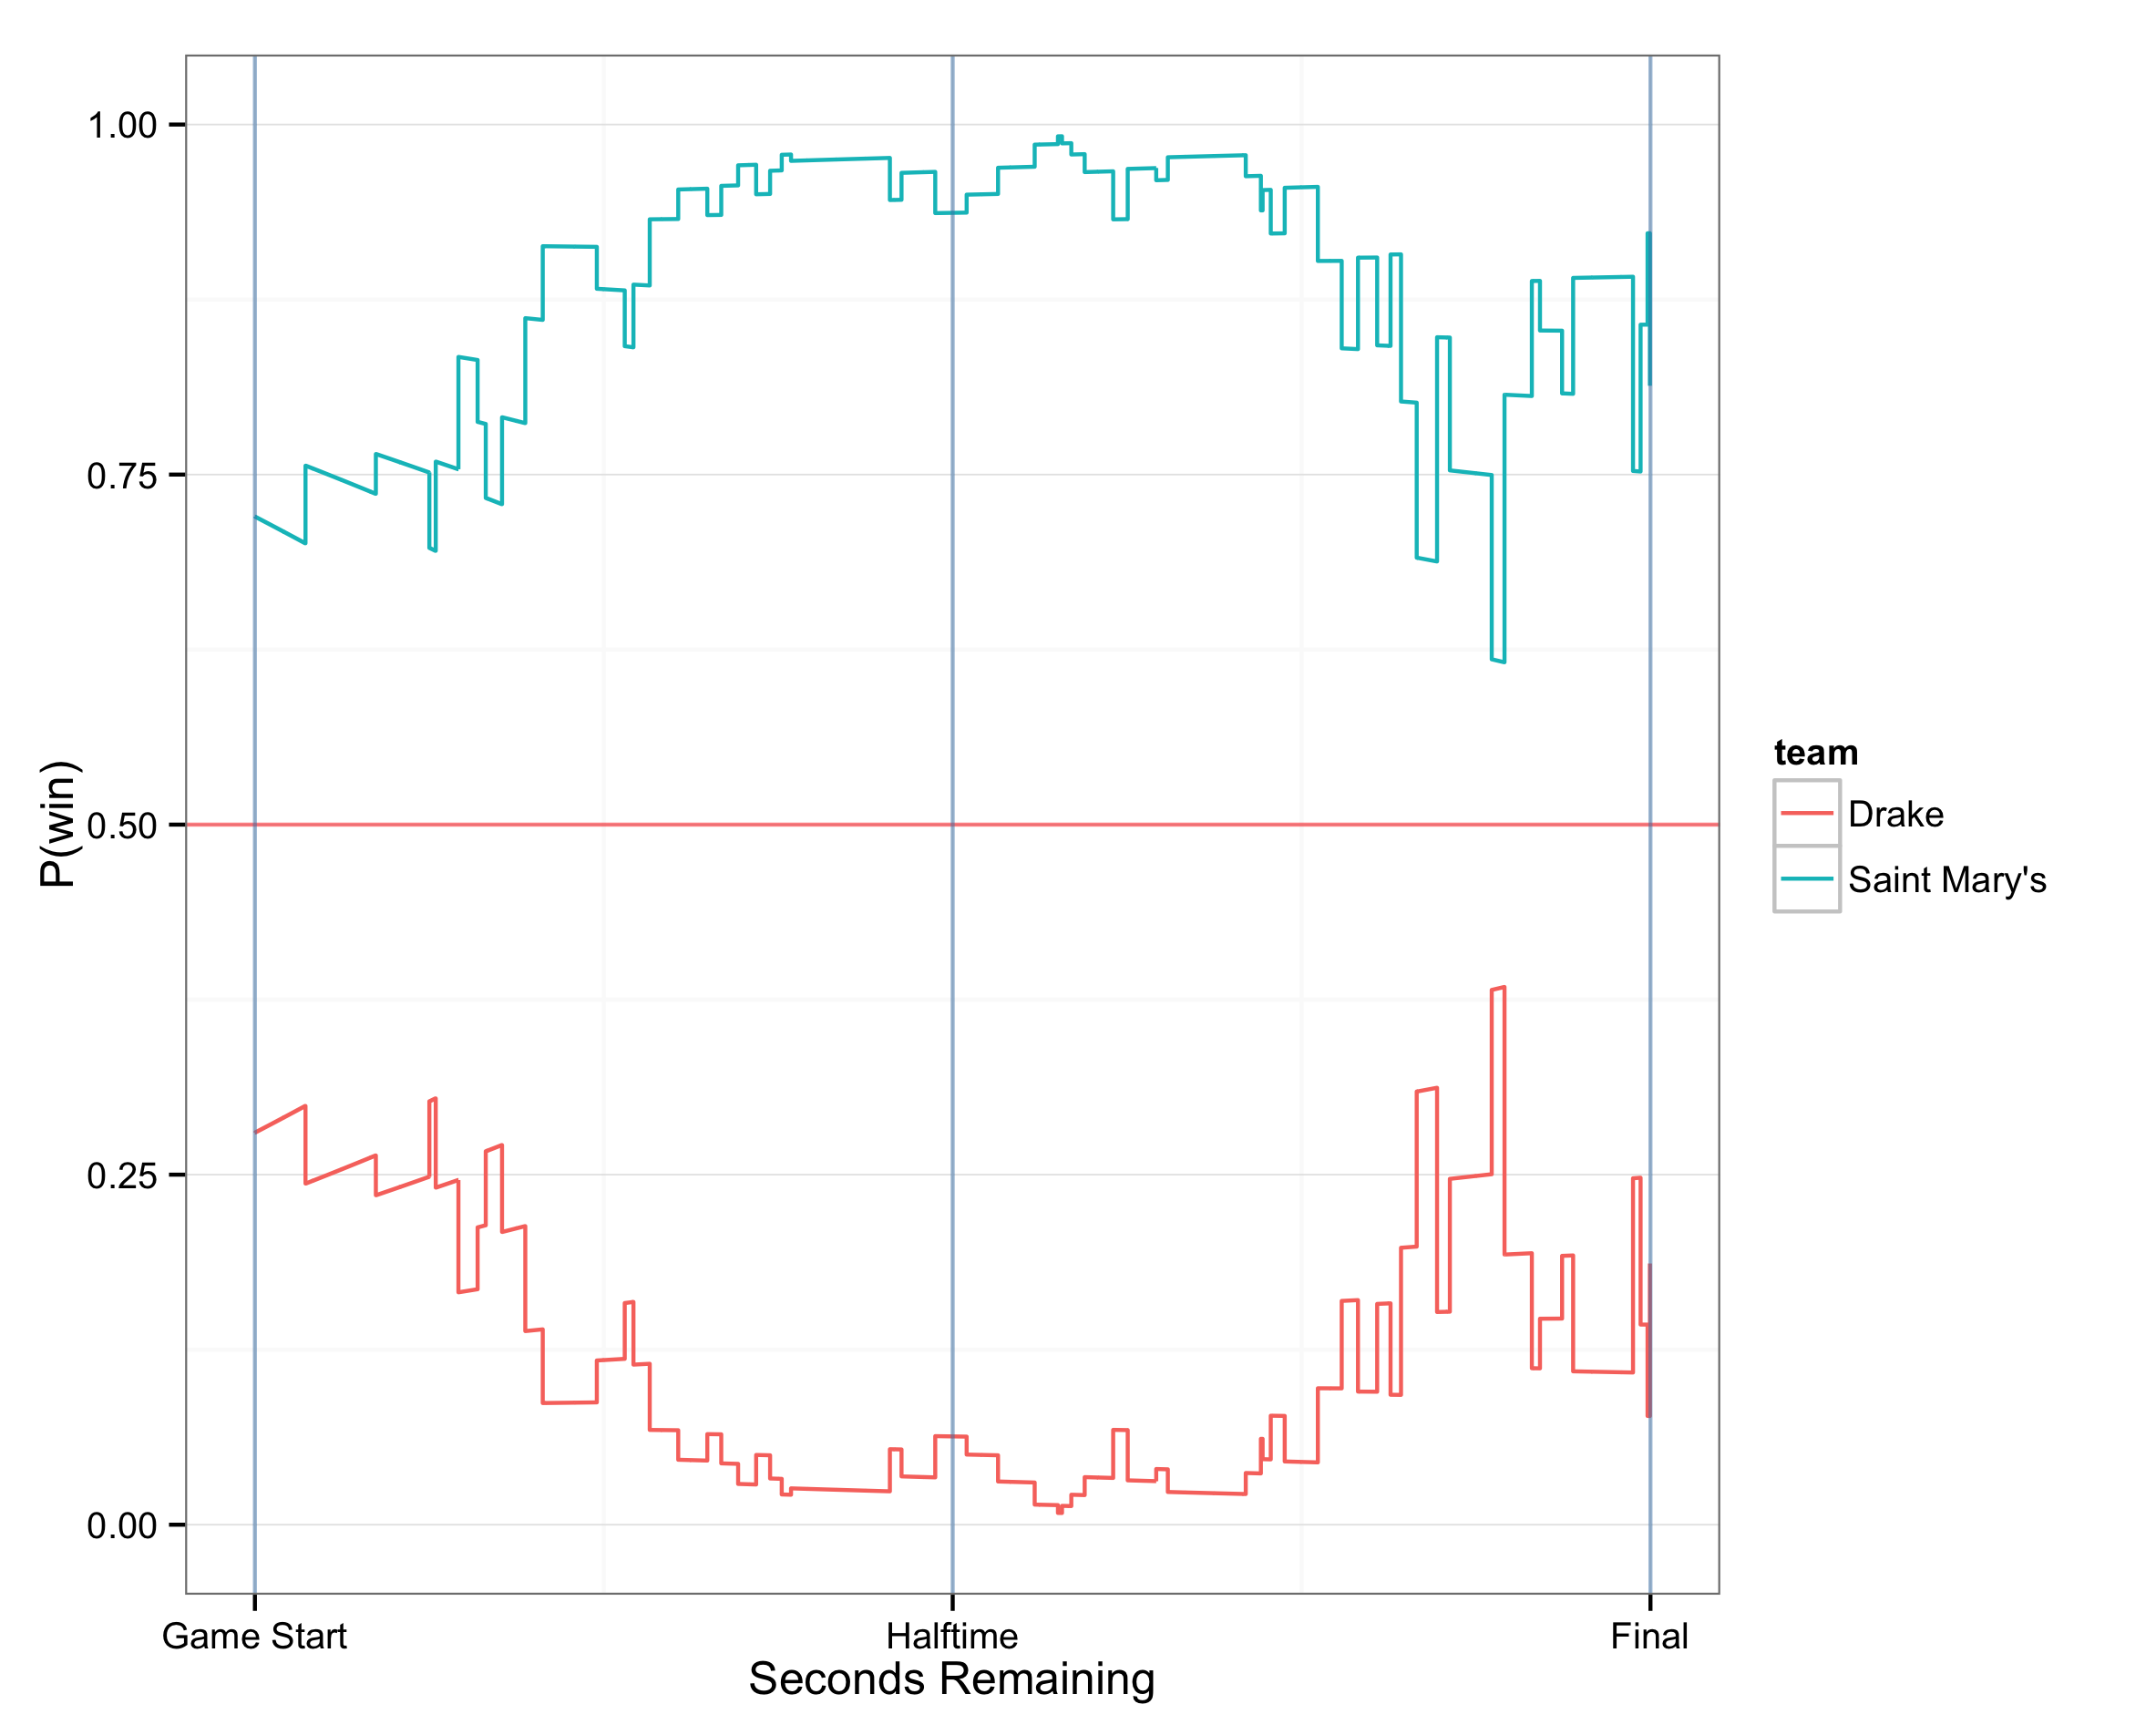 P(win)
1.00
0.75
0.50
0.25
0.00
Game Start
Halftime
Final
Seconds Remaining
team
Drake
Saint Mary's